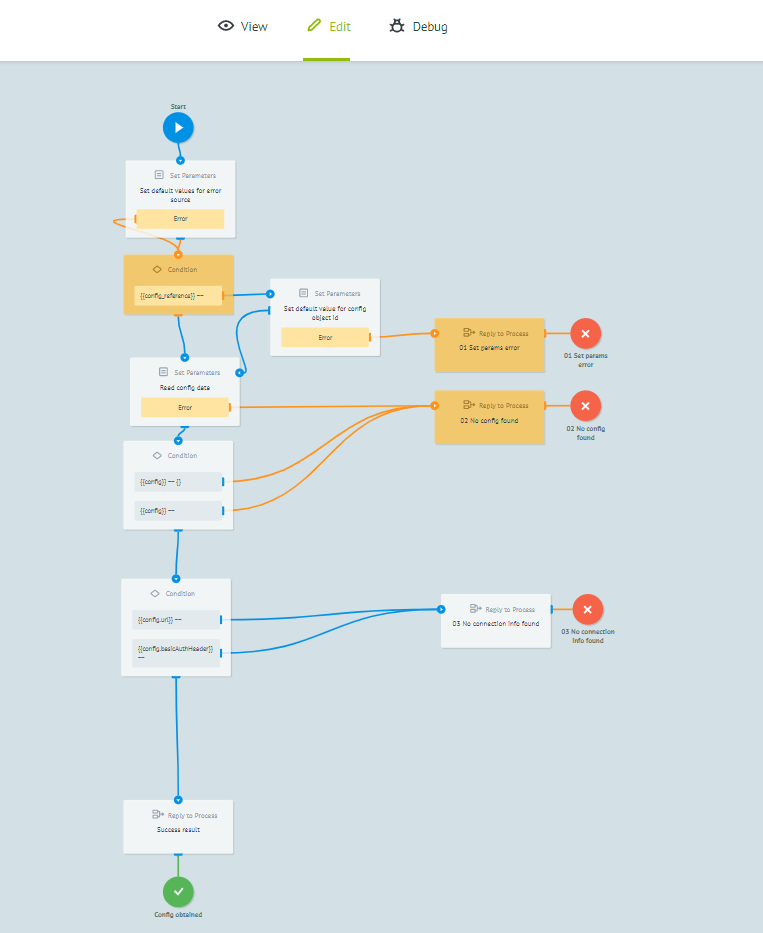 View
Edit
Debug
Start
Set Parameters
Set default values for error
source
Error
Condition
{{config_reference}} ==
Set Parameters
Set default value for config
object id
Error
Reply to Process
01 Set params error
01 Set params
error
Set Parameters
Read config data
Error
Reply to Process
02 No config found
02 No config
found
Condition
{{config}} == {}
{{config}} ==
Condition
{{config.url}} ==
{{config.basicAuthHeader}}
==
Reply to Process
03 No connection info found
03 No connection
info found
Reply to Process
Success result
Config obtained